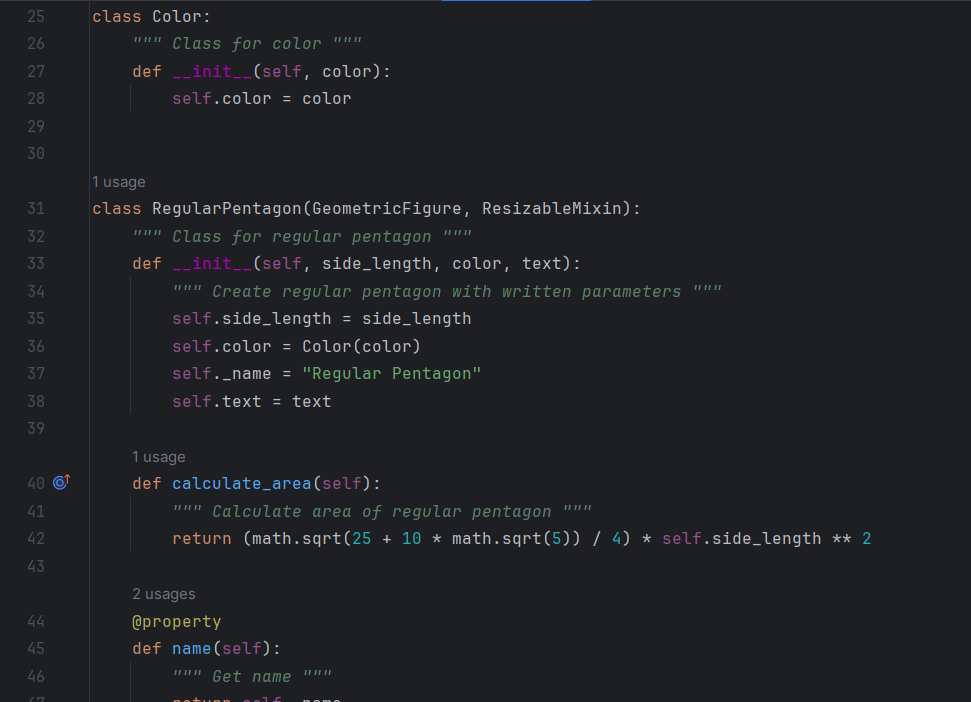 25 class Color:
26 """ Class for color """
27 def __init__(self, color):
28 self.color = color
29
30
1 usage
31 class RegularPentagon(GeometricFigure, ResizableMixin):
32 """ Class for regular pentagon """
33 def __init__(self, side_length, color, text):
34 """ Create regular pentagon with written parameters """
35 self.side_length = side_length
36 self.color = Color(color)
37 self._name = "Regular Pentagon"
38 self.text = text
39
1 usage
40 def calculate_area(self):
41 """ Calculate area of regular pentagon """
42 return (math.sqrt(25 + 10 * math.sqrt(5)) / 4) * self.side_length ** 2
43
2 usages
44 @property
45 def name(self):
46 """ Get name """
47 return self._name